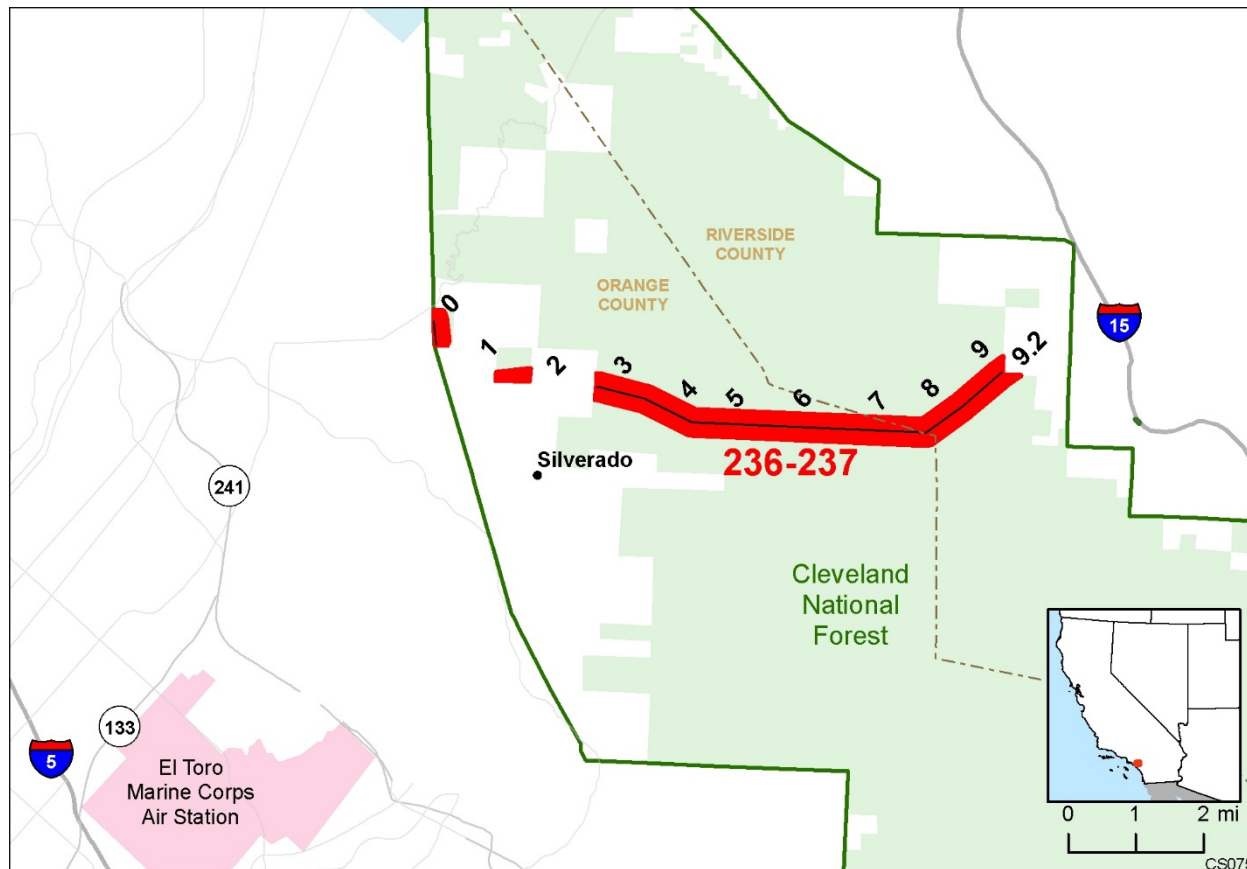 RIVERSIDE
COUNTY
ORANGE
COUNTY
0
1
2
3
4
5
6
7
8
9
9.2
15
236-237
Silverado
241
Cleveland
National
Forest
133
5
El Toro
Marine Corps
Air Station
0 1 2 mi